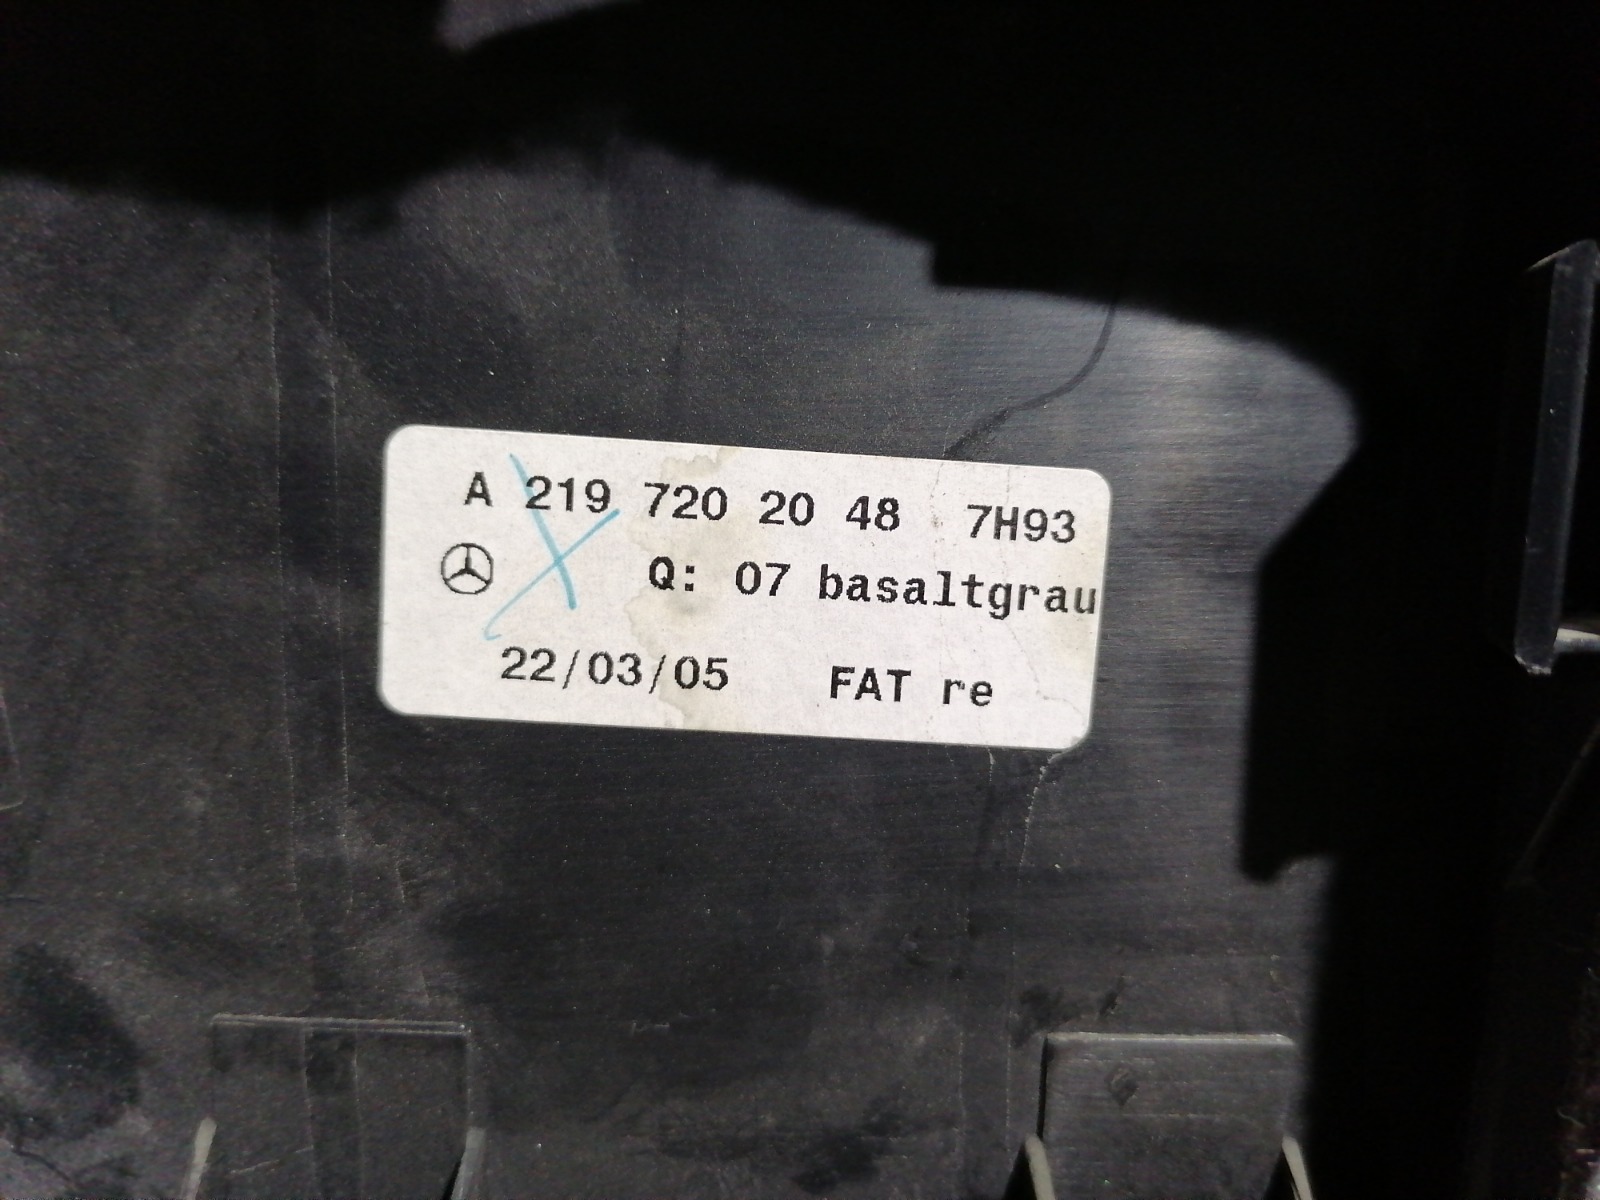 A 219 720 20 48 7H93
Q: 07 basaltgrau
22/03/05 FAT re